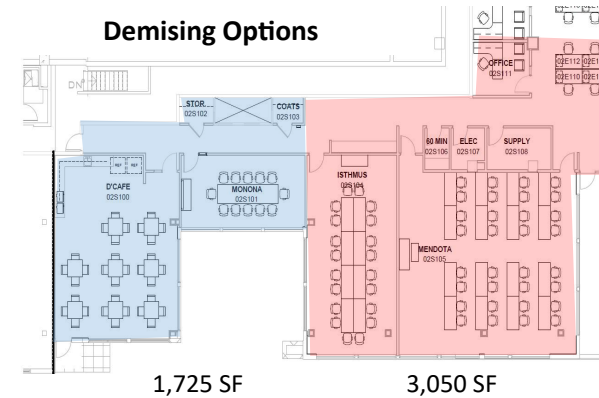 Demising Options
OFFICE
02S111
02E112
02E110
DN
STOR.
02S102
COATS
02S103
60 MIN
02S106
ELEC
02S107
SUPPLY
02S108
REF.
REF.
D'CAFE
02S100
MONONA
02S101
ISTHMUS
02S104
MENDOTA
02S105
1,725 SF
3,050 SF